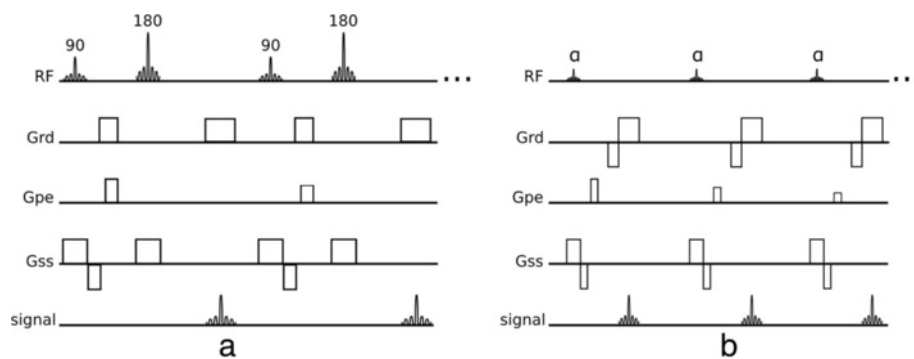 90 180 90 180
RF ...
Grd
Gpe
Gss
signal
a
α α α
RF ..
Grd
Gpe
Gss
signal
b